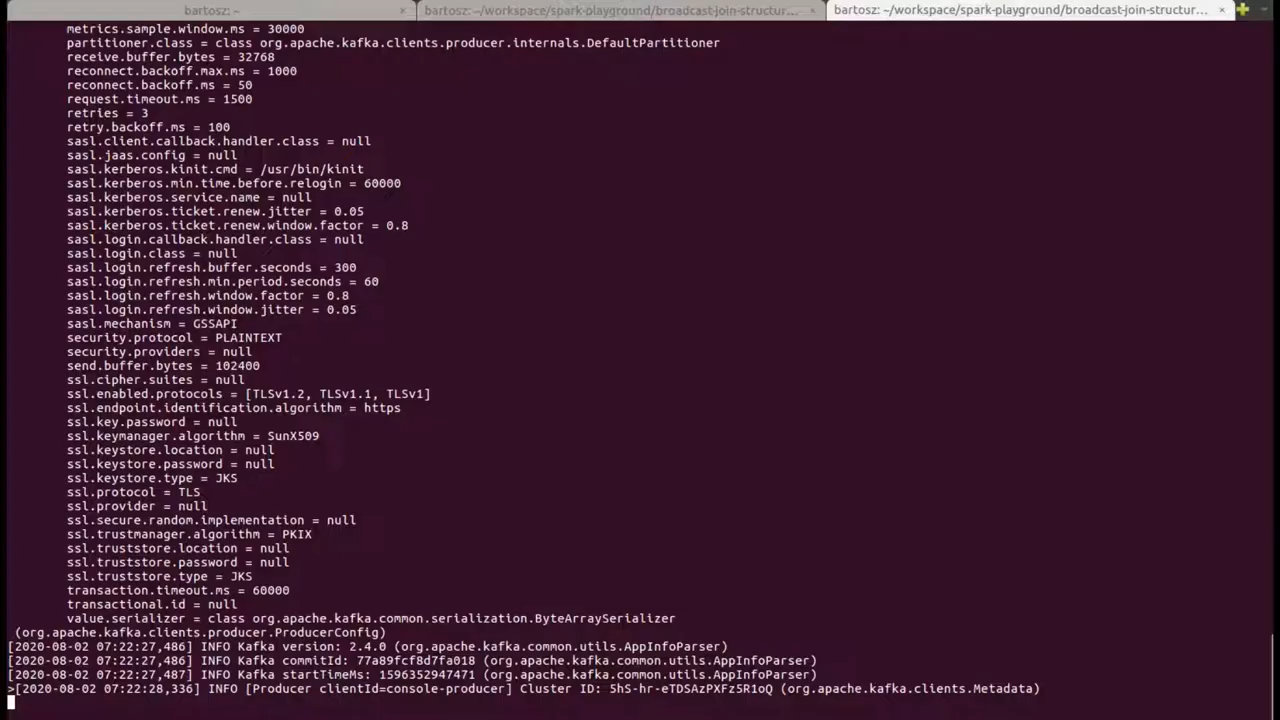 bartosz: ~ ×
bartosz: ~/workspace/spark-playground/broadcast-join-structur... ×
bartosz: ~/workspace/spark-playground/broadcast-join-structur... ×
metrics.sample.window.ms = 30000
partitioner.class = class org.apache.kafka.clients.producer.internals.DefaultPartitioner
receive.buffer.bytes = 32768
reconnect.backoff.max.ms = 1000
reconnect.backoff.ms = 50
request.timeout.ms = 1500
retries = 3
retry.backoff.ms = 100
sasl.client.callback.handler.class = null
sasl.jaas.config = null
sasl.kerberos.kinit.cmd = /usr/bin/kinit
sasl.kerberos.min.time.before.relogin = 60000
sasl.kerberos.service.name = null
sasl.kerberos.ticket.renew.jitter = 0.05
sasl.kerberos.ticket.renew.window.factor = 0.8
sasl.login.callback.handler.class = null
sasl.login.class = null
sasl.login.refresh.buffer.seconds = 300
sasl.login.refresh.min.period.seconds = 60
sasl.login.refresh.window.factor = 0.8
sasl.login.refresh.window.jitter = 0.05
sasl.mechanism = GSSAPI
security.protocol = PLAINTEXT
security.providers = null
send.buffer.bytes = 102400
ssl.cipher.suites = null
ssl.enabled.protocols = [TLSv1.2, TLSv1.1, TLSv1]
ssl.endpoint.identification.algorithm = https
ssl.key.password = null
ssl.keymanager.algorithm = SunX509
ssl.keystore.location = null
ssl.keystore.password = null
ssl.keystore.type = JKS
ssl.protocol = TLS
ssl.provider = null
ssl.secure.random.implementation = null
ssl.trustmanager.algorithm = PKIX
ssl.truststore.location = null
ssl.truststore.password = null
ssl.truststore.type = JKS
transaction.timeout.ms = 60000
transactional.id = null
value.serializer = class org.apache.kafka.common.serialization.ByteArraySerializer
(org.apache.kafka.clients.producer.ProducerConfig)
[2020-08-02 07:22:27,486] INFO Kafka version: 2.4.0 (org.apache.kafka.common.utils.AppInfoParser)
[2020-08-02 07:22:27,486] INFO Kafka commitId: 77a89fcf8d7fa018 (org.apache.kafka.common.utils.AppInfoParser)
[2020-08-02 07:22:27,487] INFO Kafka startTimeMs: 1596352947471 (org.apache.kafka.common.utils.AppInfoParser)
>[2020-08-02 07:22:28,336] INFO [Producer clientId=console-producer] Cluster ID: 5hS-hr-eTDSAzPXFz5R1oQ (org.apache.kafka.clients.Metadata)